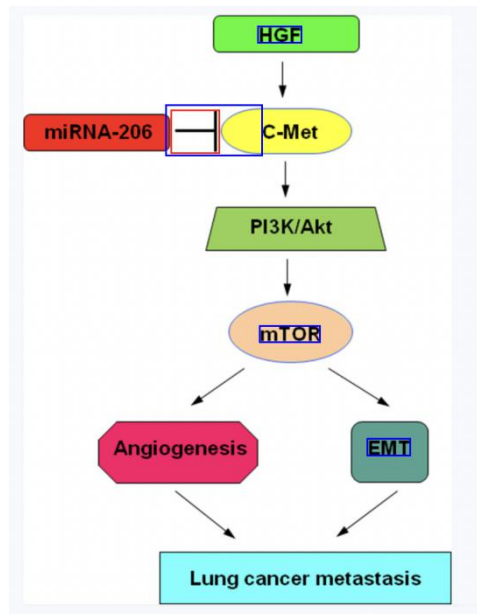 HGF
miRNA-206
C-Met
PI3K/Akt
mTOR
Angiogenesis
EMT
Lung cancer metastasis